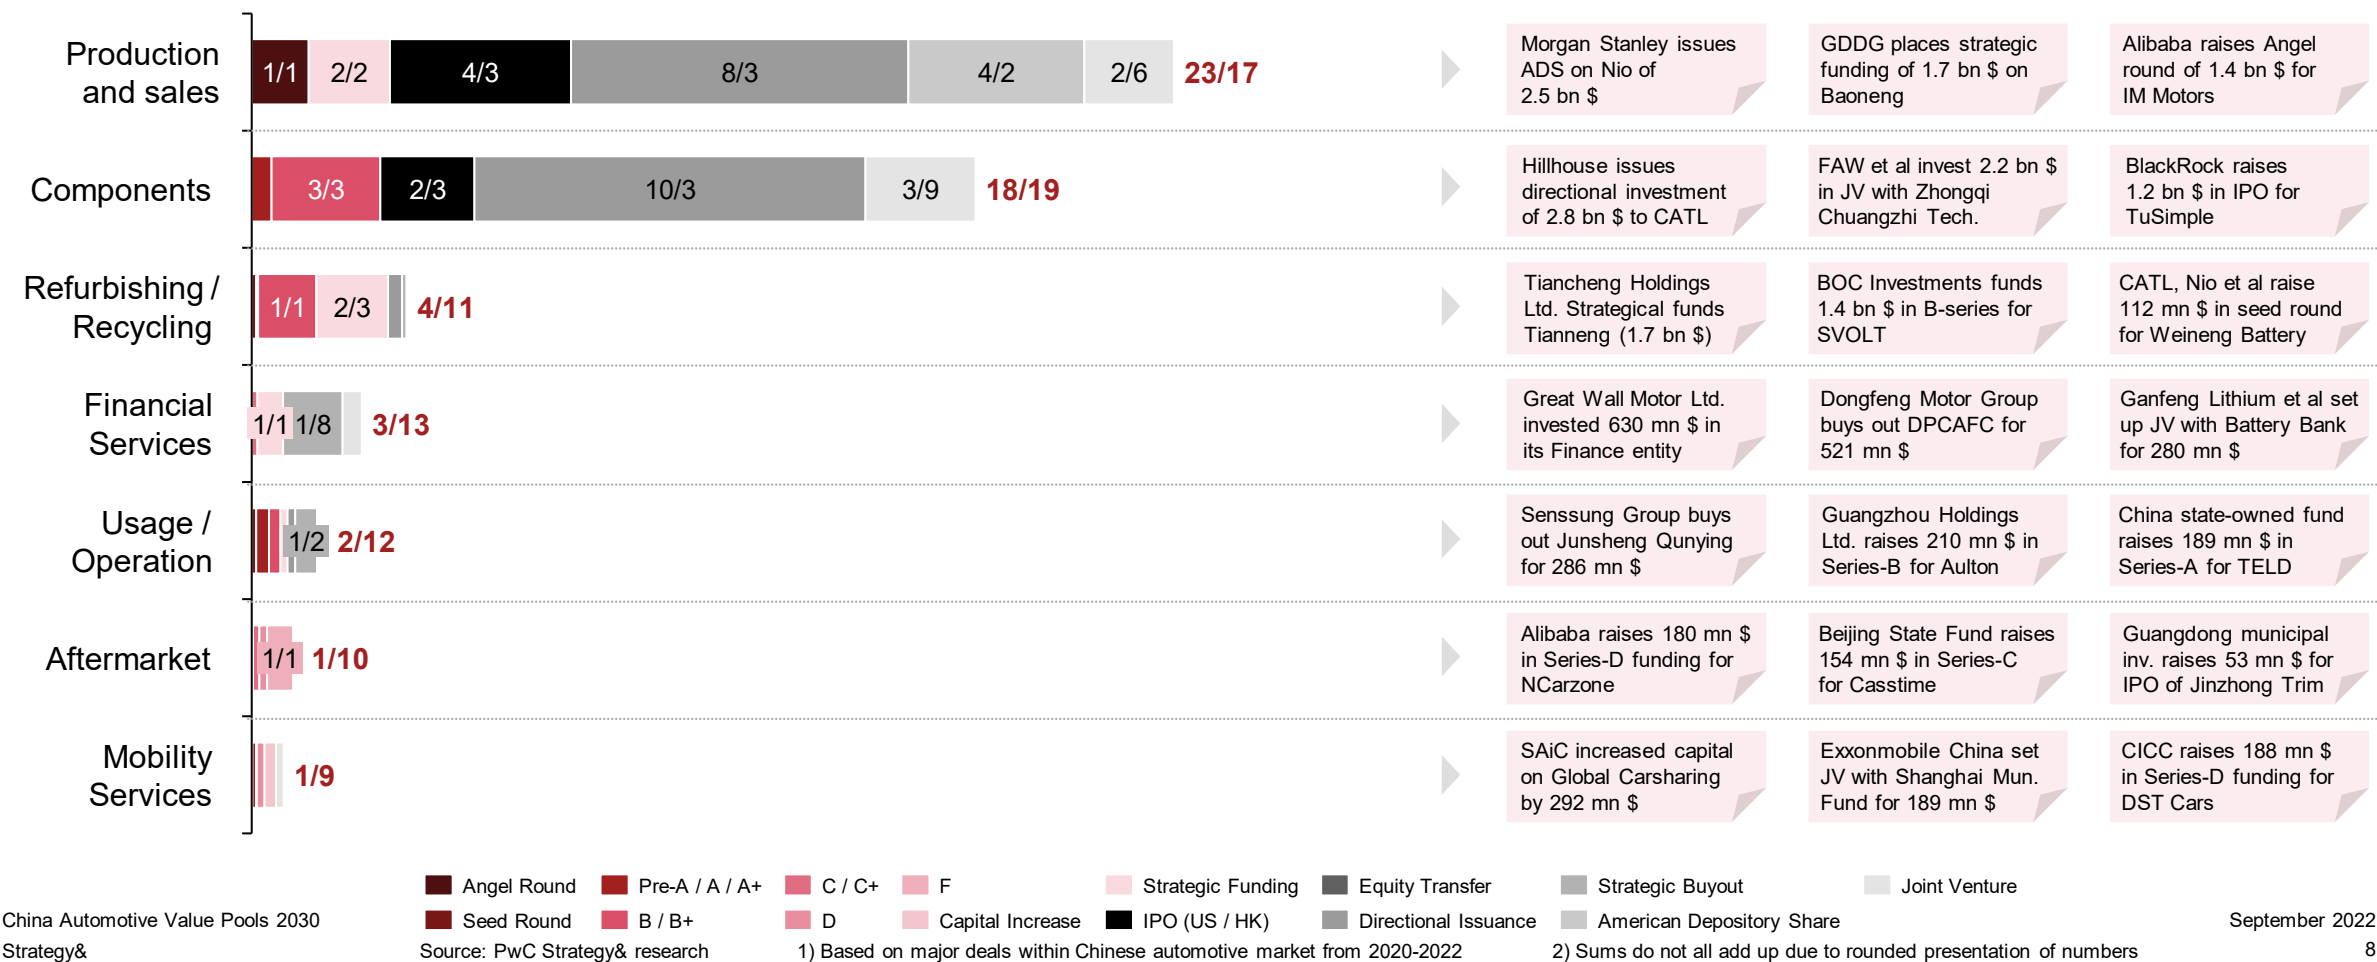 Production
and sales
1/1
2/2
4/3
8/3
4/2
2/6
23/17
Morgan Stanley issues
ADS on Nio of
2.5 bn $
GDDG places strategic
funding of 1.7 bn $ on
Baoneng
Alibaba raises Angel
round of 1.4 bn $ for
IM Motors
Components
3/3
2/3
10/3
3/9
18/19
Hillhouse issues
directional investment
of 2.8 bn $ to CATL
FAW et al invest 2.2 bn $
in JV with Zhongqi
Chuangzhi Tech.
BlackRock raises
1.2 bn $ in IPO for
TuSimple
Refurbishing /
Recycling
1/1
2/3
4/11
Tiancheng Holdings
Ltd. Strategical funds
Tianneng (1.7 bn $)
BOC Investments funds
1.4 bn $ in B-series for
SVOLT
CATL, Nio et al raise
112 mn $ in seed round
for Weineng Battery
Financial
Services
1/1
1/8
3/13
Great Wall Motor Ltd.
invested 630 mn $ in
its Finance entity
Dongfeng Motor Group
buys out DPCAFC for
521 mn $
Ganfeng Lithium et al set
up JV with Battery Bank
for 280 mn $
Usage /
Operation
1/2
2/12
Senssung Group buys
out Junsheng Qunying
for 286 mn $
Guangzhou Holdings
Ltd. raises 210 mn $ in
Series-B for Aulton
China state-owned fund
raises 189 mn $ in
Series-A for TELD
Aftermarket
1/1
1/10
Alibaba raises 180 mn $
in Series-D funding for
NCarzone
Beijing State Fund raises
154 mn $ in Series-C
for Casstime
Guangdong municipal
inv. raises 53 mn $ for
IPO of Jinzhong Trim
Mobility
Services
1/9
SAiC increased capital
on Global Carsharing
by 292 mn $
Exxonmobile China set
JV with Shanghai Mun.
Fund for 189 mn $
CICC raises 188 mn $
in Series-D funding for
DST Cars
Angel Round
Pre-A / A / A+
C / C+
F
Strategic Funding
Equity Transfer
Strategic Buyout
Joint Venture
Seed Round
B / B+
D
Capital Increase
IPO (US / HK)
Directional Issuance
American Depository Share
China Automotive Value Pools 2030
September 2022
Strategy&
Source: PwC Strategy& research
1) Based on major deals within Chinese automotive market from 2020-2022
2) Sums do not all add up due to rounded presentation of numbers
8